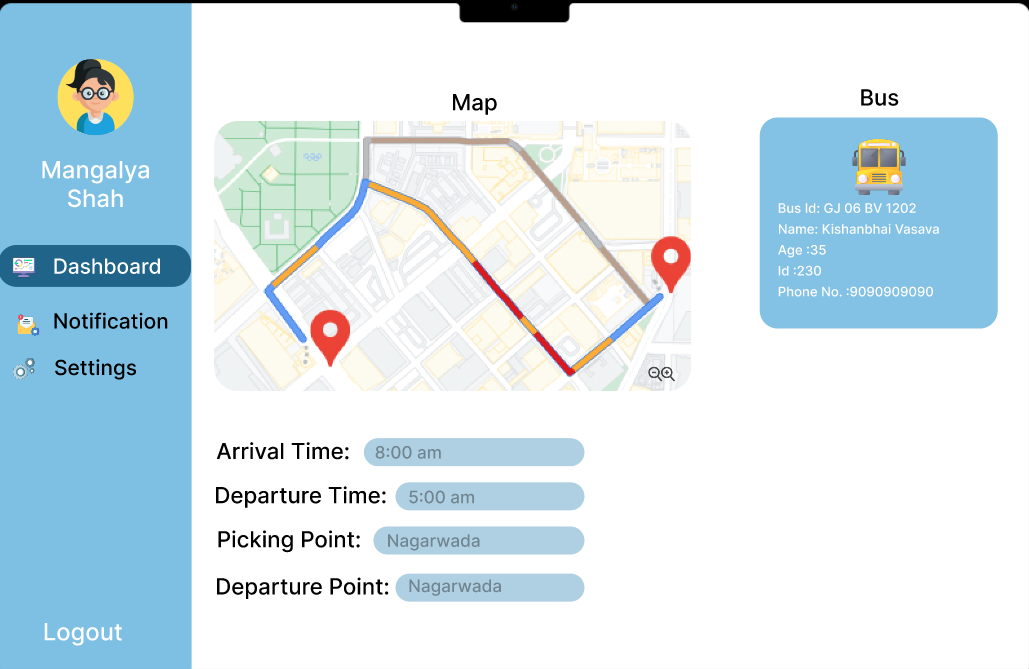 Mangalya
Shah
Dashboard
Notification
Settings
Logout
Map
Bus
Bus Id: GJ 06 BV 1202
Name: Kishanbhai Vasava
Age :35
Id :230
Phone No. :9090909090
Arrival Time: 8:00 am
Departure Time: 5:00 am
Picking Point: Nagarwada
Departure Point: Nagarwada